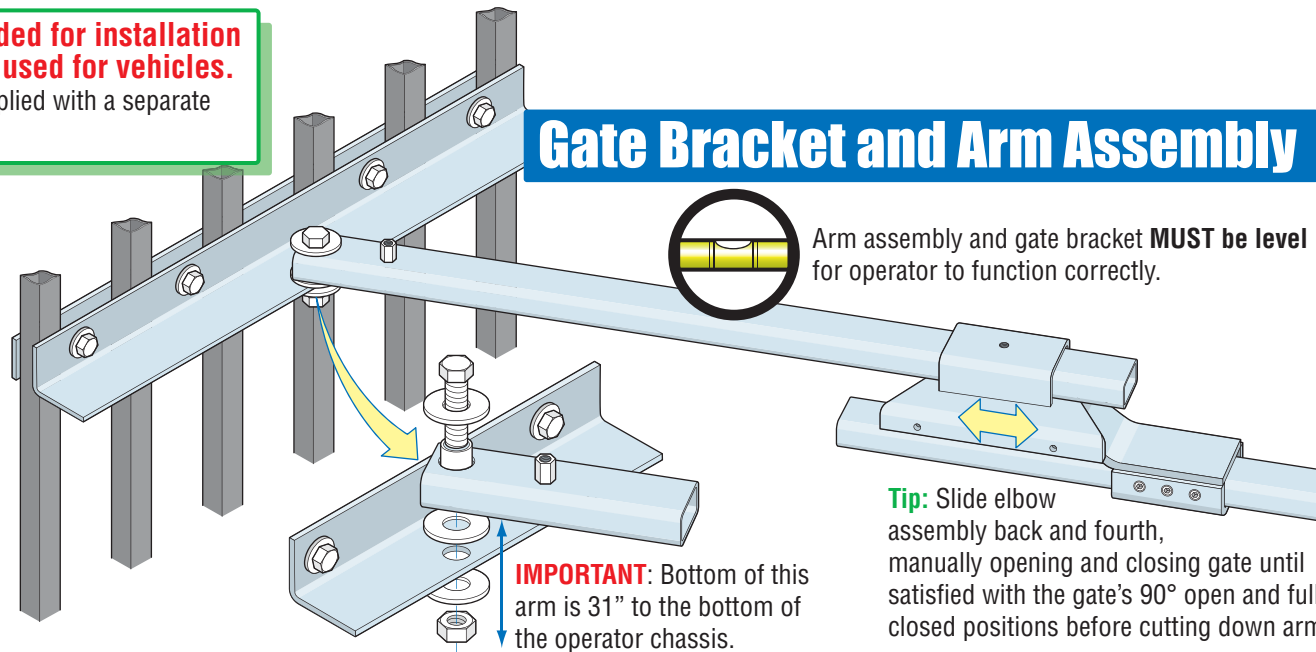 ded for installation
used for vehicles.
plied with a separate
Gate Bracket and Arm Assembly
Arm assembly and gate bracket MUST be level
for operator to function correctly.
IMPORTANT: Bottom of this
arm is 31” to the bottom of
the operator chassis.
Tip: Slide elbow
assembly back and fourth,
manually opening and closing gate until
satisfied with the gate’s 90° open and full
closed positions before cutting down arm